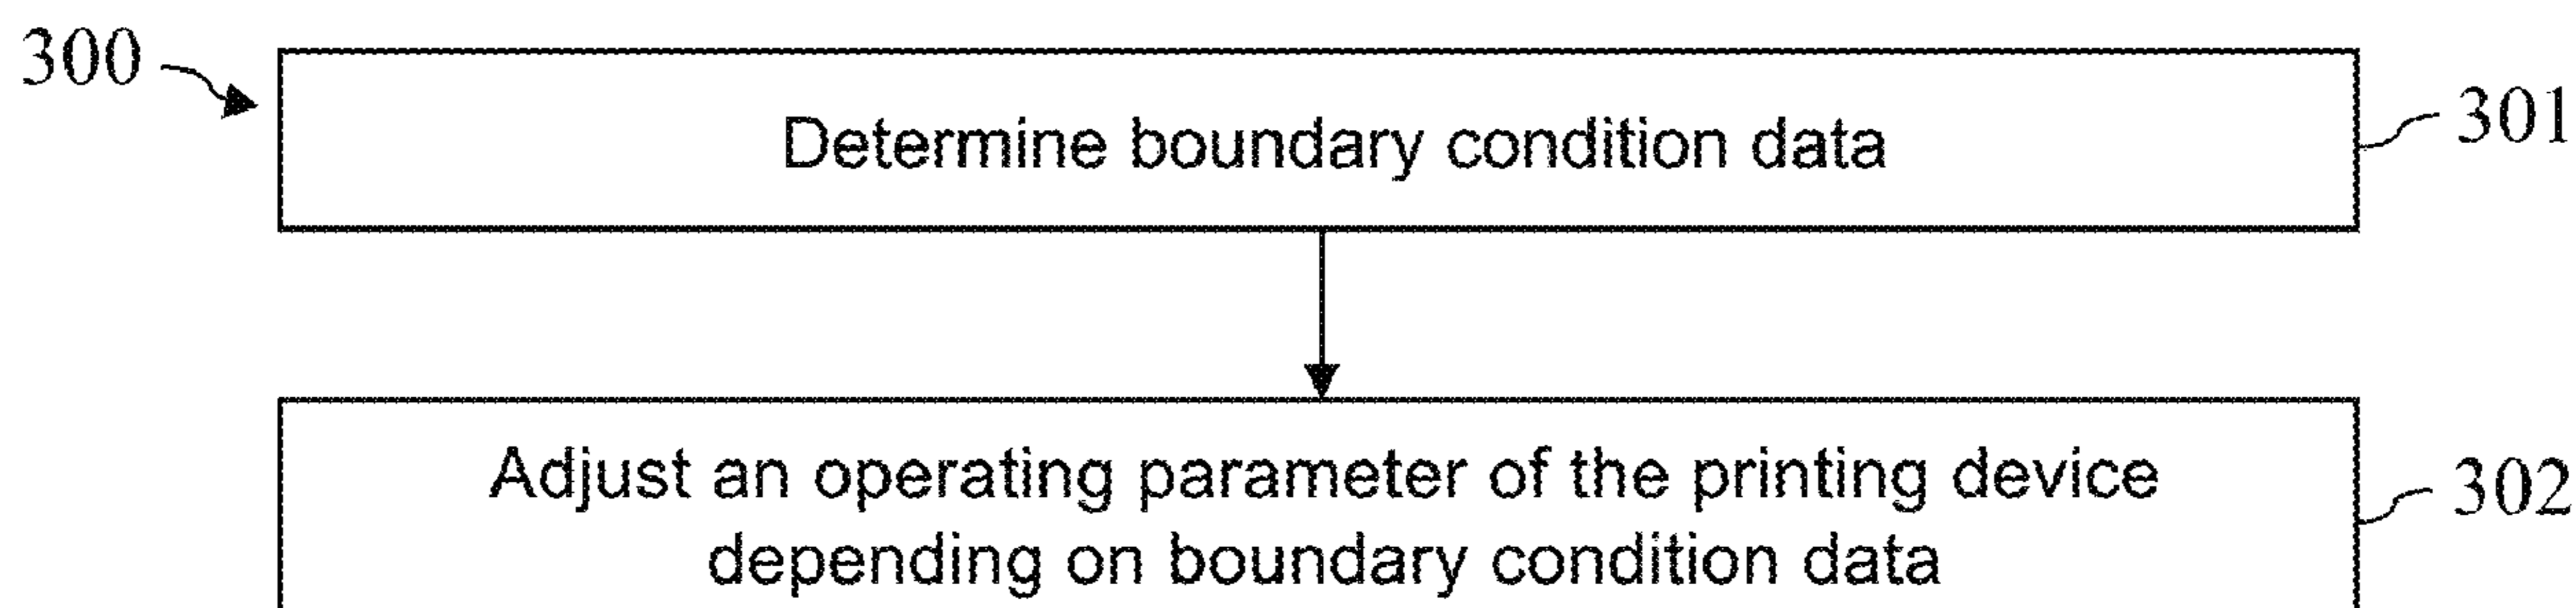 300
Determine boundary condition data
301
Adjust an operating parameter of the printing device
302
depending on boundary condition data